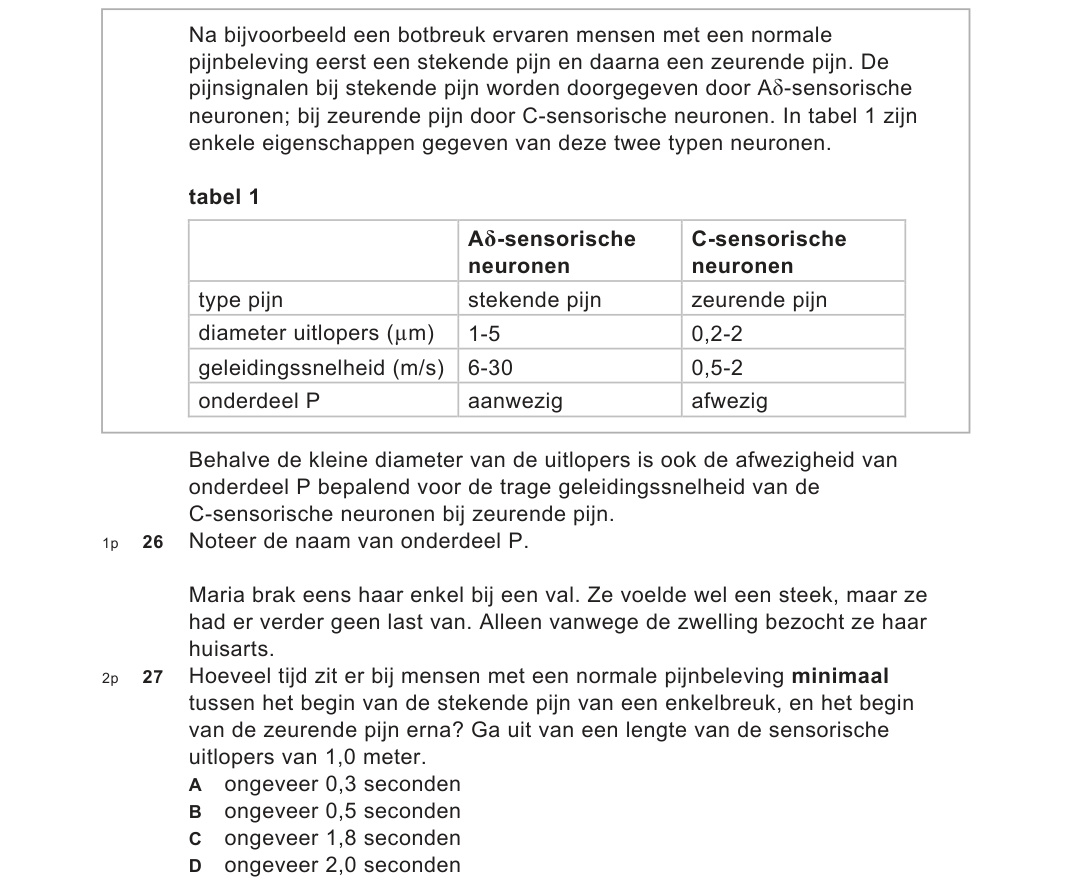 Na bijvoorbeeld een botbreuk ervaren mensen met een normale
pijnbeleving eerst een stekende pijn en daarna een zeurende pijn. De
pijnsignalen bij stekende pijn worden doorgegeven door Aδ-sensorische
neuronen; bij zeurende pijn door C-sensorische neuronen. In tabel 1 zijn
enkele eigenschappen gegeven van deze twee typen neuronen.
tabel 1
Aδ-sensorische neuronen C-sensorische neuronen
type pijn stekende pijn zeurende pijn
diameter uitlopers (μm) 1-5 0,2-2
geleidingssnelheid (m/s) 6-30 0,5-2
onderdeel P aanwezig afwezig
Behalve de kleine diameter van de uitlopers is ook de afwezigheid van
onderdeel P bepalend voor de trage geleidingssnelheid van de
C-sensorische neuronen bij zeurende pijn.
1p 26 Noteer de naam van onderdeel P.
Maria brak eens haar enkel bij een val. Ze voelde wel een steek, maar ze
had er verder geen last van. Alleen vanwege de zwelling bezocht ze haar
huisarts.
2p 27 Hoeveel tijd zit er bij mensen met een normale pijnbeleving minimaal
tussen het begin van de stekende pijn van een enkelbreuk, en het begin
van de zeurende pijn erna? Ga uit van een lengte van de sensorische
uitlopers van 1,0 meter.
A ongeveer 0,3 seconden
B ongeveer 0,5 seconden
C ongeveer 1,8 seconden
D ongeveer 2,0 seconden